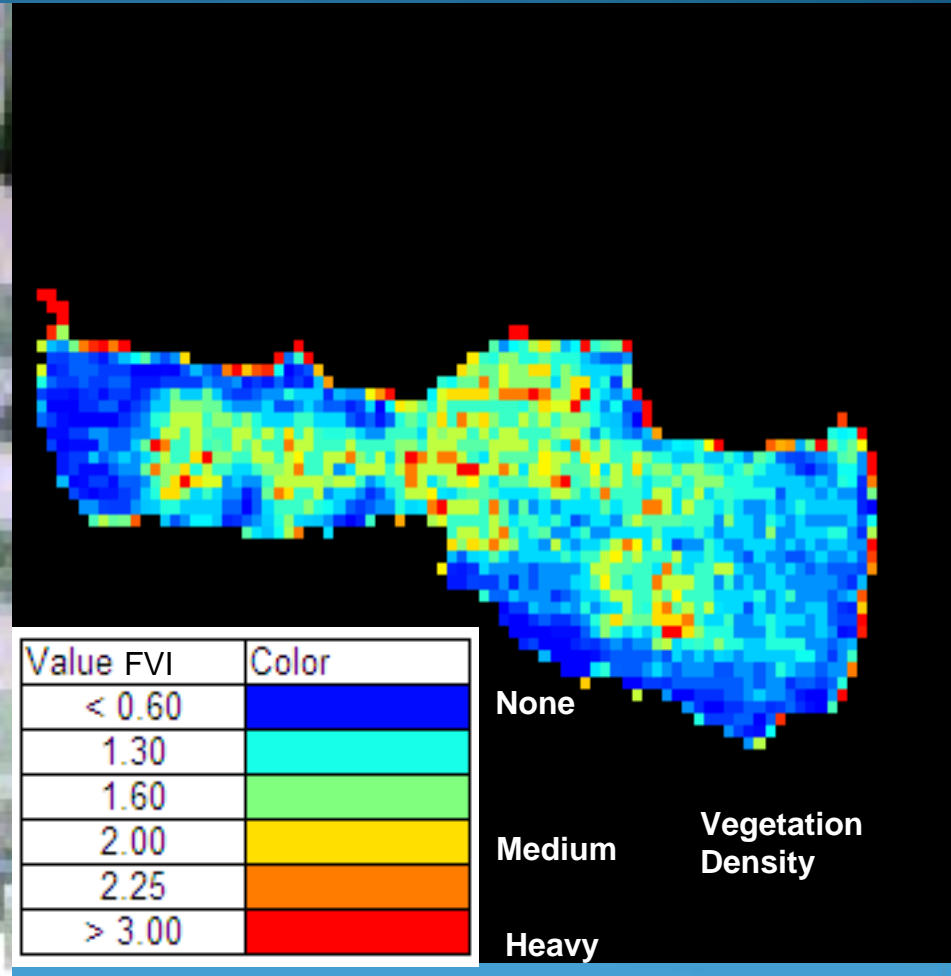 Value FVI Color
< 0.60
None
1.30
1.60
2.00
Medium
Vegetation
Density
2.25
> 3.00
Heavy